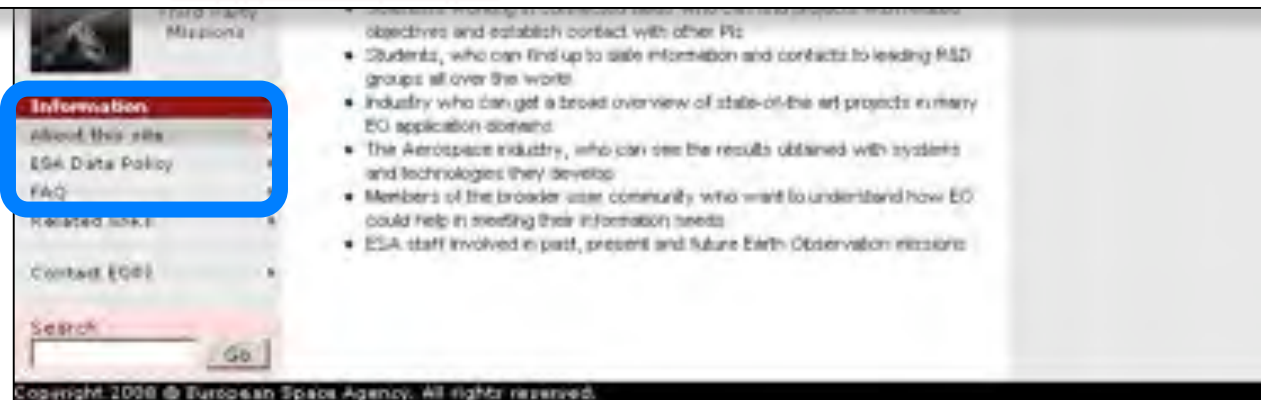 Third Party
Missions
Information
About this site
ESA Data Policy
FAQ
Related links
Contact EOPI
Search
Go
objectives and establish contact with other PIs
• Students, who can find up to date information and contacts to leading R&D
groups all over the world
• Industry who can get a broad overview of state-of-the art projects in many
EO application domains
• The Aerospace industry, who can see the results obtained with systems
and technologies they develop
• Members of the broader user community who want to understand how EO
could help in meeting their information needs
• ESA staff involved in past, present and future Earth Observation missions
Copyright 2008 © European Space Agency. All rights reserved.